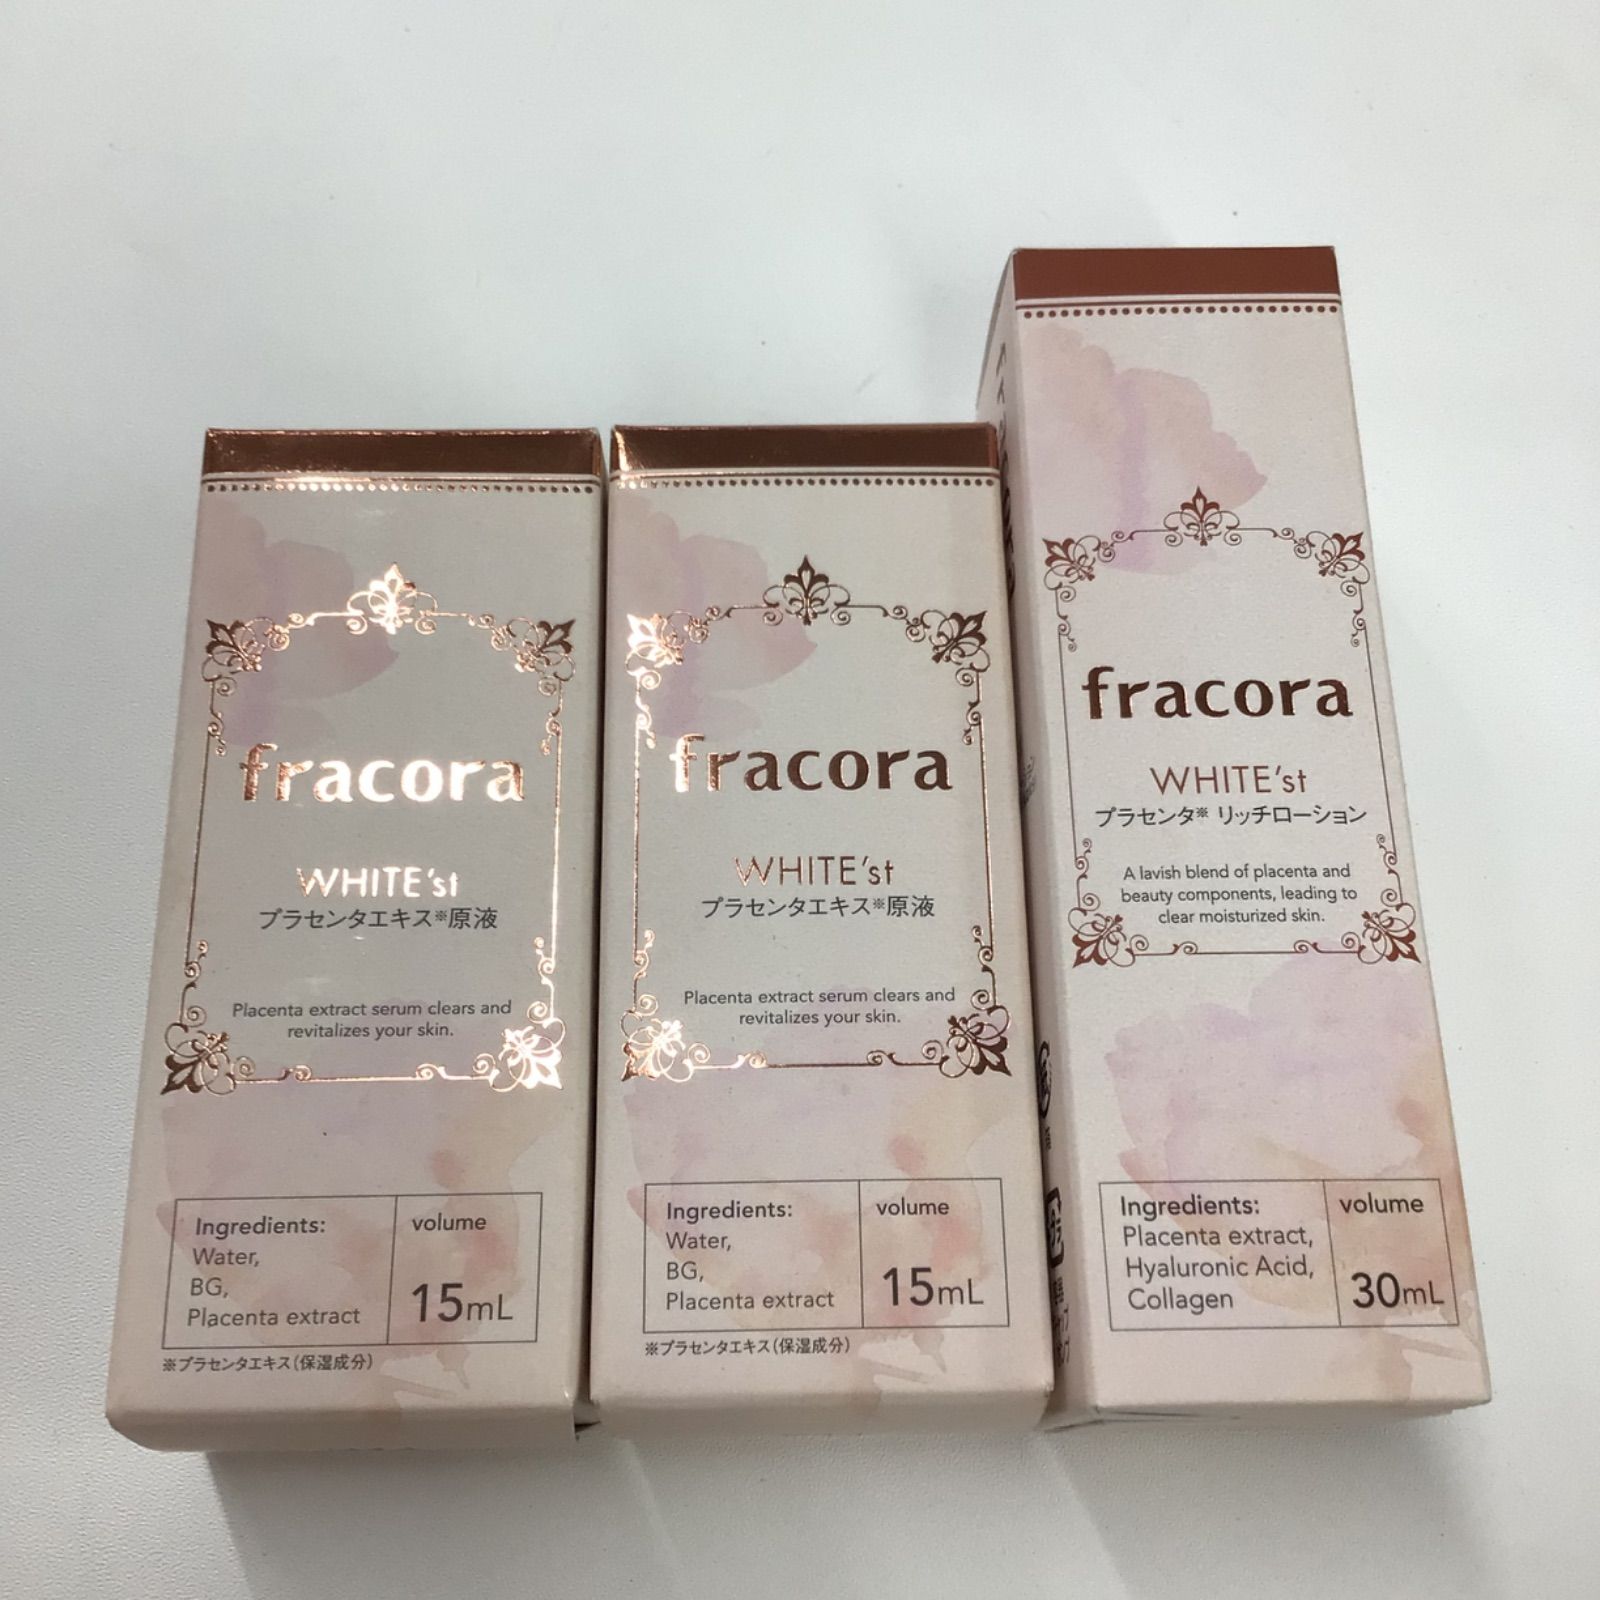 fracora
WHITE'st
プラセンタエキス※原液
Placenta extract serum clears and
revitalizes your skin.
Ingredients:
Water,
BG,
Placenta extract
volume
15mL
※プラセンタエキス(保湿成分)
fracora
WHITE'st
プラセンタエキス※原液
Placenta extract serum clears and
revitalizes your skin.
Ingredients:
Water,
BG,
Placenta extract
volume
15mL
※プラセンタエキス(保湿成分)
fracora
WHITE'st
プラセンタ※ リッチローション
A lavish blend of placenta and
beauty components, leading to
clear moisturized skin.
Ingredients:
Placenta extract,
Hyaluronic Acid,
Collagen
volume
30mL